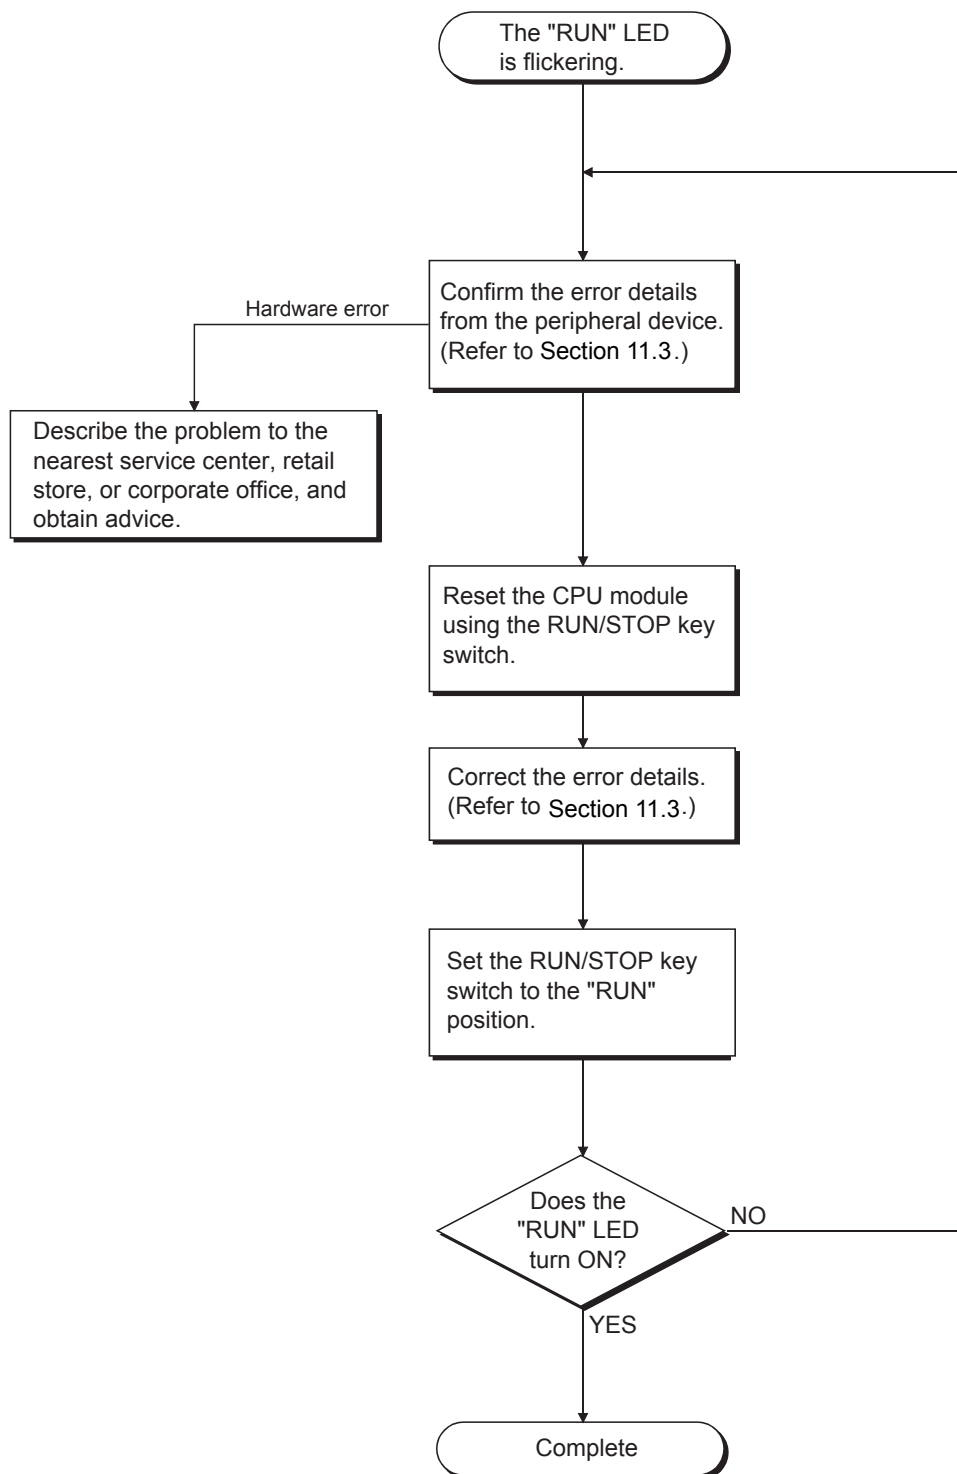 The "RUN" LED
is flickering.
Hardware error
Confirm the error details
from the peripheral device.
(Refer to Section 11.3.)
Describe the problem to the
nearest service center, retail
store, or corporate office, and
obtain advice.
Reset the CPU module
using the RUN/STOP key
switch.
Correct the error details.
(Refer to Section 11.3.)
Set the RUN/STOP key
switch to the "RUN"
position.
Does the
"RUN" LED
turn ON?
NO
YES
Complete